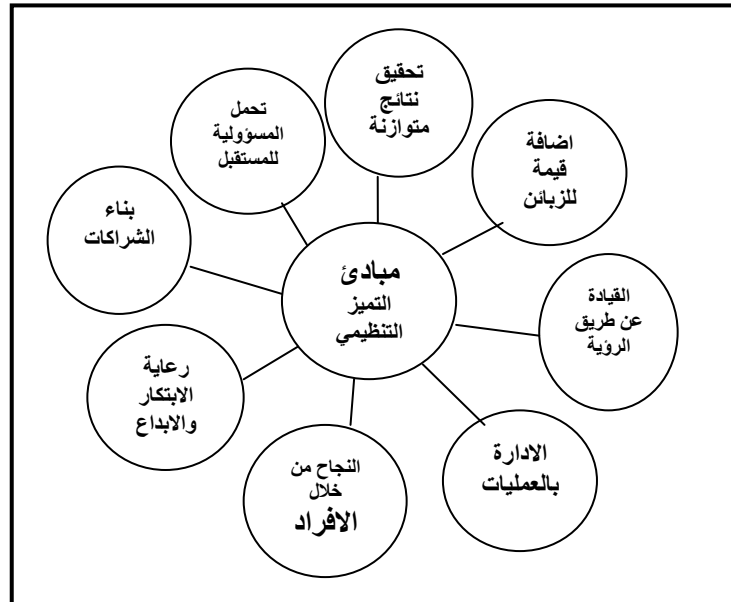 مبادئ
التميز
التنظيمي
تحقيق
نتائج
متوازنة
اضافة
قيمة
للزبائن
القيادة
عن طريق
الرؤية
الادارة
بالعمليات
النجاح من
خلال
الافراد
رعاية
الابتكار
والابداع
بناء
الشراكات
تحمل
المسؤولية
للمستقبل